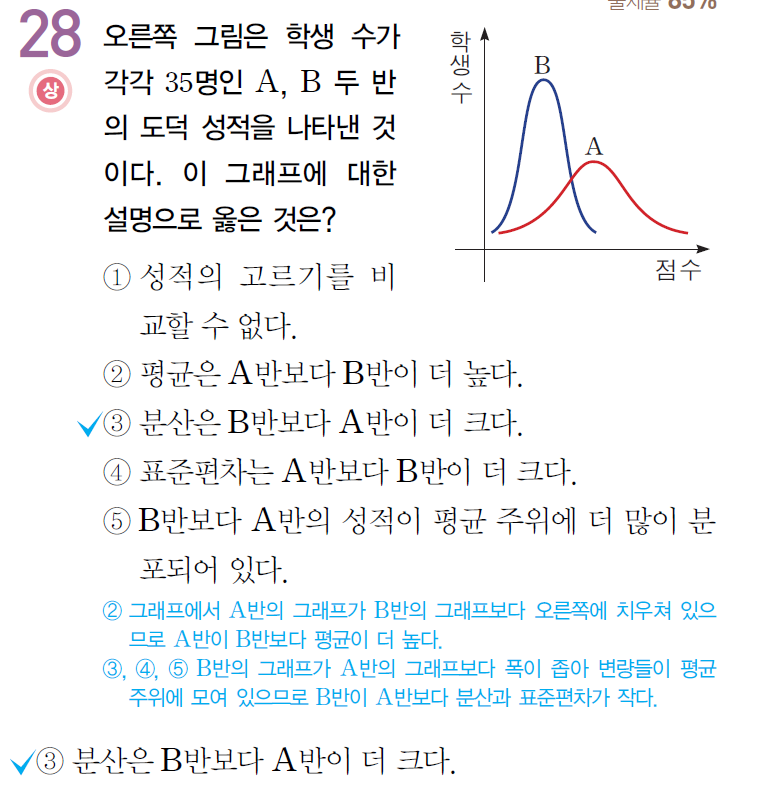 출제율 85%
28 오른쪽 그림은 학생 수가
상 각각 35명인 A, B 두 반
의 도덕 성적을 나타낸 것
이다. 이 그래프에 대한
설명으로 옳은 것은?
학생수
B
A
점수
① 성적의 고르기를 비
교할 수 없다.
② 평균은 A반보다 B반이 더 높다.
③ 분산은 B반보다 A반이 더 크다.
④ 표준편차는 A반보다 B반이 더 크다.
⑤ B반보다 A반의 성적이 평균 주위에 더 많이 분
포되어 있다.
② 그래프에서 A반의 그래프가 B반의 그래프보다 오른쪽에 치우쳐 있으
므로 A반이 B반보다 평균이 더 높다.
③, ④, ⑤ B반의 그래프가 A반의 그래프보다 폭이 좁아 변량들이 평균
주위에 모여 있으므로 B반이 A반보다 분산과 표준편차가 작다.
③ 분산은 B반보다 A반이 더 크다.